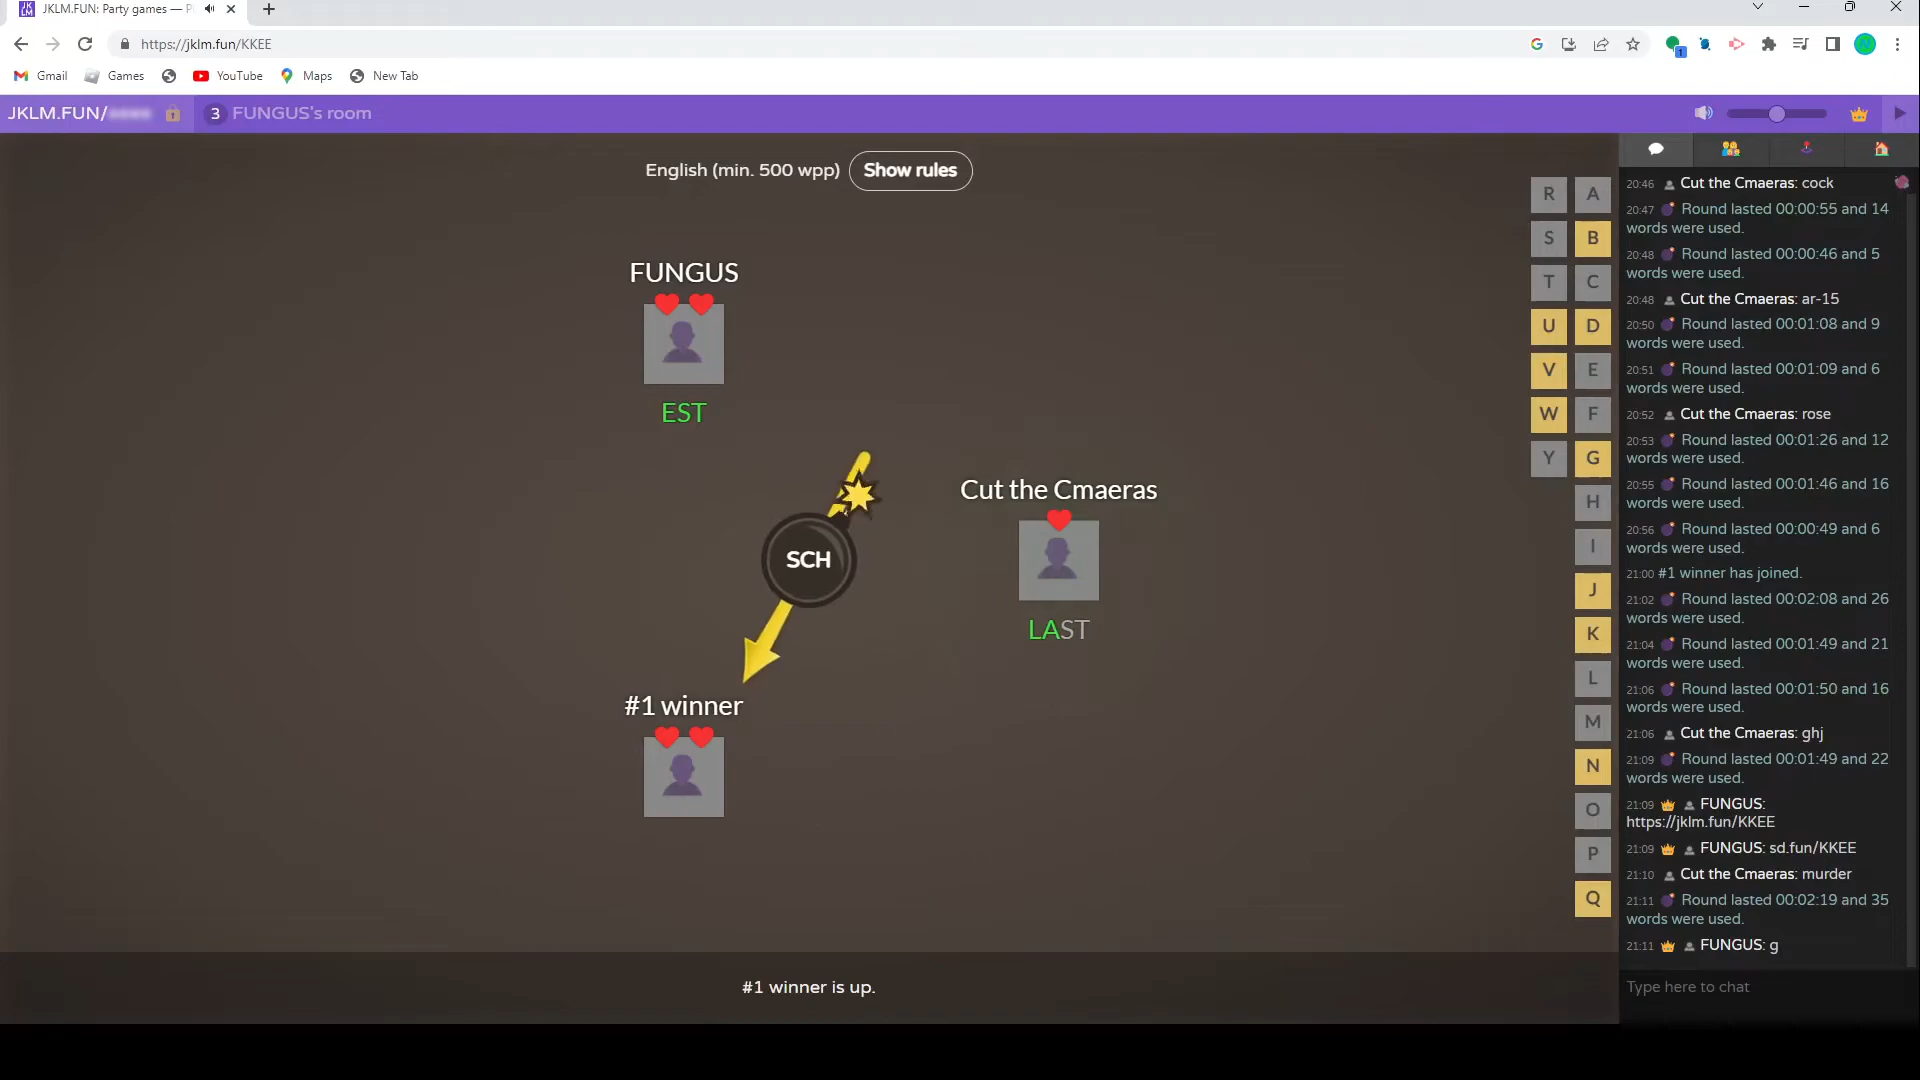 JKLM.FUN: Party games — P
https://jklm.fun/KKEE
1
Gmail
Games
YouTube
Maps
New Tab
JKLM.FUN/
3 FUNGUS's room
English (min. 500 wpp) Show rules
FUNGUS
EST
SCH
Cut the Cmaeras
LAST
#1 winner
#1 winner is up.
R A
S B
T C
U D
V E
W F
Y G
H
I
J
K
L
M
N
O
P
Q
20:46 Cut the Cmaeras: cock
20:47 Round lasted 00:00:55 and 14
words were used.
20:48 Round lasted 00:00:46 and 5
words were used.
20:48 Cut the Cmaeras: ar-15
20:50 Round lasted 00:01:08 and 9
words were used.
20:51 Round lasted 00:01:09 and 6
words were used.
20:52 Cut the Cmaeras: rose
20:53 Round lasted 00:01:26 and 12
words were used.
20:55 Round lasted 00:01:46 and 16
words were used.
20:56 Round lasted 00:00:49 and 6
words were used.
21:00 #1 winner has joined.
21:02 Round lasted 00:02:08 and 26
words were used.
21:04 Round lasted 00:01:49 and 21
words were used.
21:06 Round lasted 00:01:50 and 16
words were used.
21:06 Cut the Cmaeras: ghj
21:09 Round lasted 00:01:49 and 22
words were used.
21:09 FUNGUS:
https://jklm.fun/KKEE
21:09 FUNGUS: sd.fun/KKEE
21:10 Cut the Cmaeras: murder
21:11 Round lasted 00:02:19 and 35
words were used.
21:11 FUNGUS: g
Type here to chat